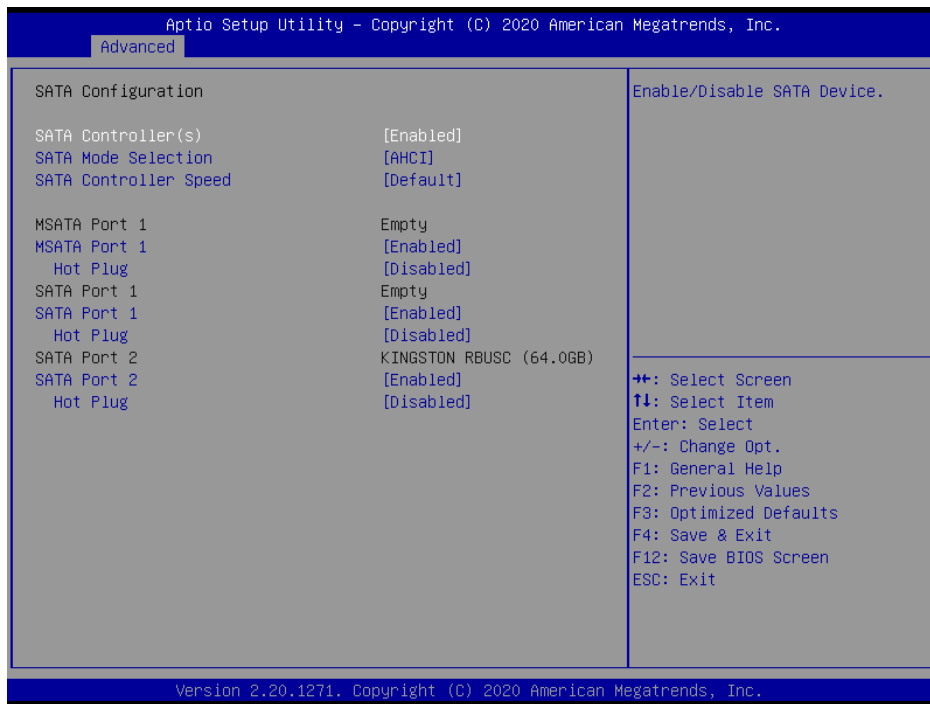 Aptio Setup Utility – Copyright (C) 2020 American Megatrends, Inc.
Advanced
SATA Configuration
SATA Controller(s) [Enabled]
SATA Mode Selection [AHCI]
SATA Controller Speed [Default]
MSATA Port 1 Empty
MSATA Port 1 [Enabled]
Hot Plug [Disabled]
SATA Port 1 Empty
SATA Port 1 [Enabled]
Hot Plug [Disabled]
SATA Port 2 KINGSTON RBUSC (64.0GB)
SATA Port 2 [Enabled]
Hot Plug [Disabled]
Enable/Disable SATA Device.
→←: Select Screen
↑↓: Select Item
Enter: Select
+/-: Change Opt.
F1: General Help
F2: Previous Values
F3: Optimized Defaults
F4: Save & Exit
F12: Save BIOS Screen
ESC: Exit
Version 2.20.1271. Copyright (C) 2020 American Megatrends, Inc.